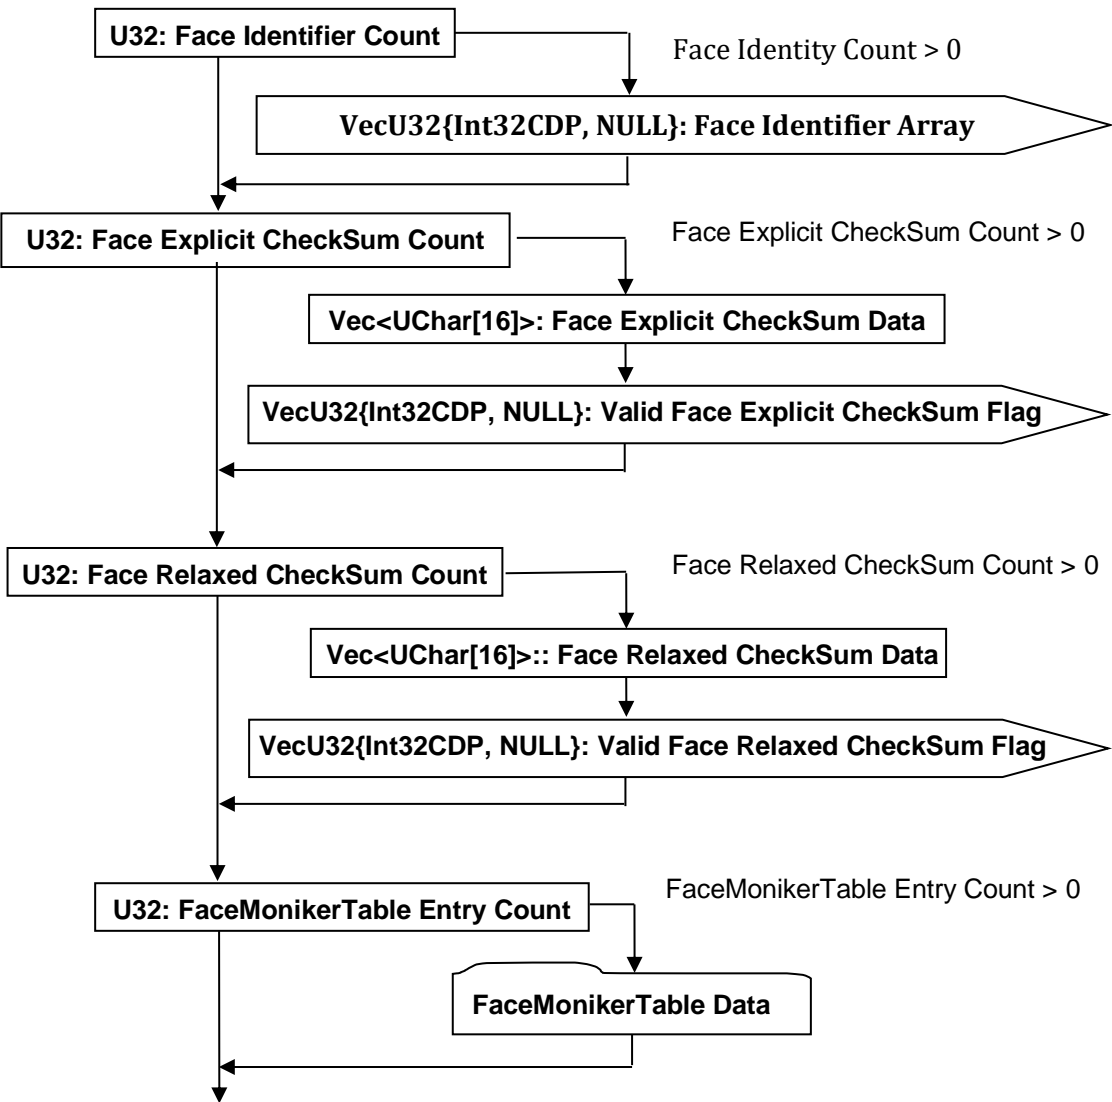 U32: Face Identifier Count
Face Identity Count > 0
VecU32{Int32CDP, NULL}: Face Identifier Array
U32: Face Explicit CheckSum Count
Face Explicit CheckSum Count > 0
Vec<UChar[16]>: Face Explicit CheckSum Data
VecU32{Int32CDP, NULL}: Valid Face Explicit CheckSum Flag
U32: Face Relaxed CheckSum Count
Face Relaxed CheckSum Count > 0
Vec<UChar[16]>:: Face Relaxed CheckSum Data
VecU32{Int32CDP, NULL}: Valid Face Relaxed CheckSum Flag
U32: FaceMonikerTable Entry Count
FaceMonikerTable Entry Count > 0
FaceMonikerTable Data